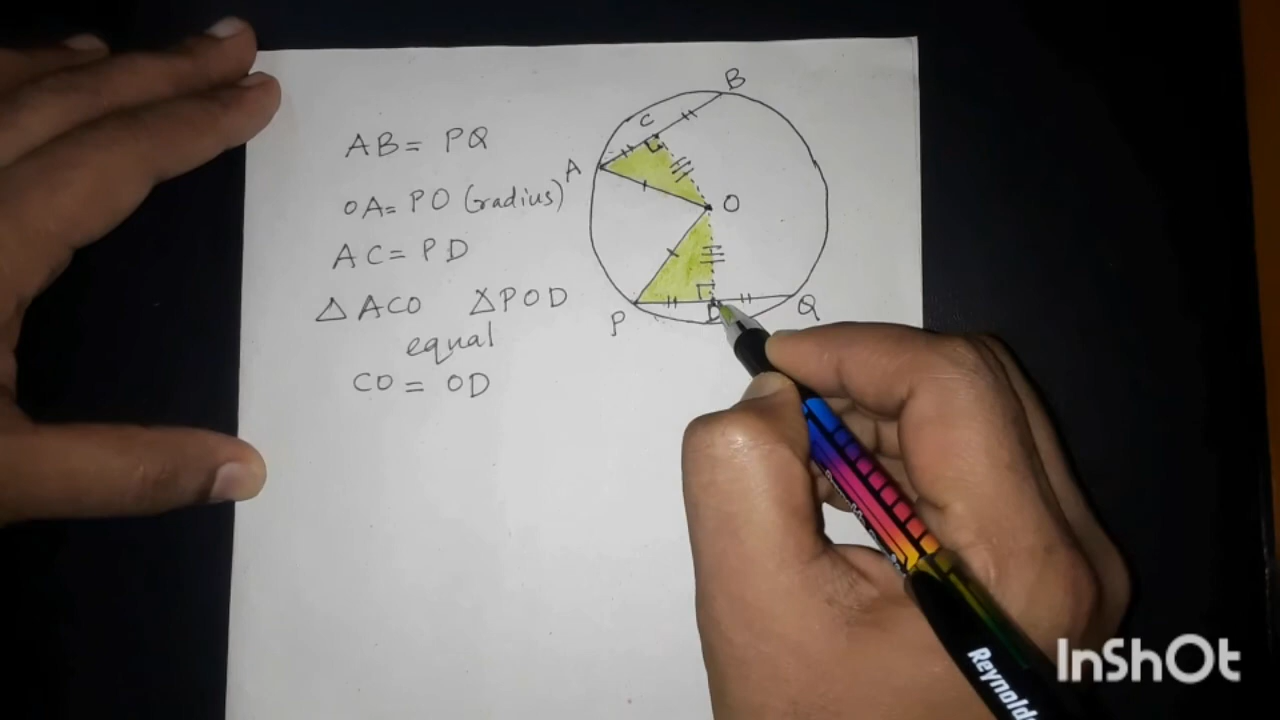 AB = PQ
OA = PO (radius)
AC = PD
△ ACO △ POD
equal
CO = OD
B
C
A
O
P
D
Q
Reynolds
InShOt